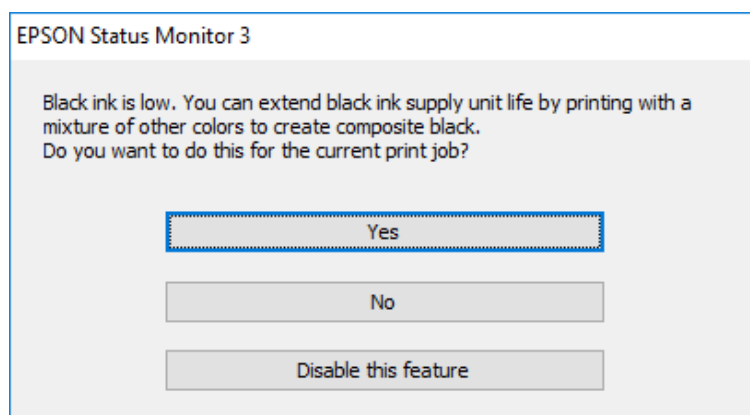 EPSON Status Monitor 3
Black ink is low. You can extend black ink supply unit life by printing with a
mixture of other colors to create composite black.
Do you want to do this for the current print job?
Yes
No
Disable this feature